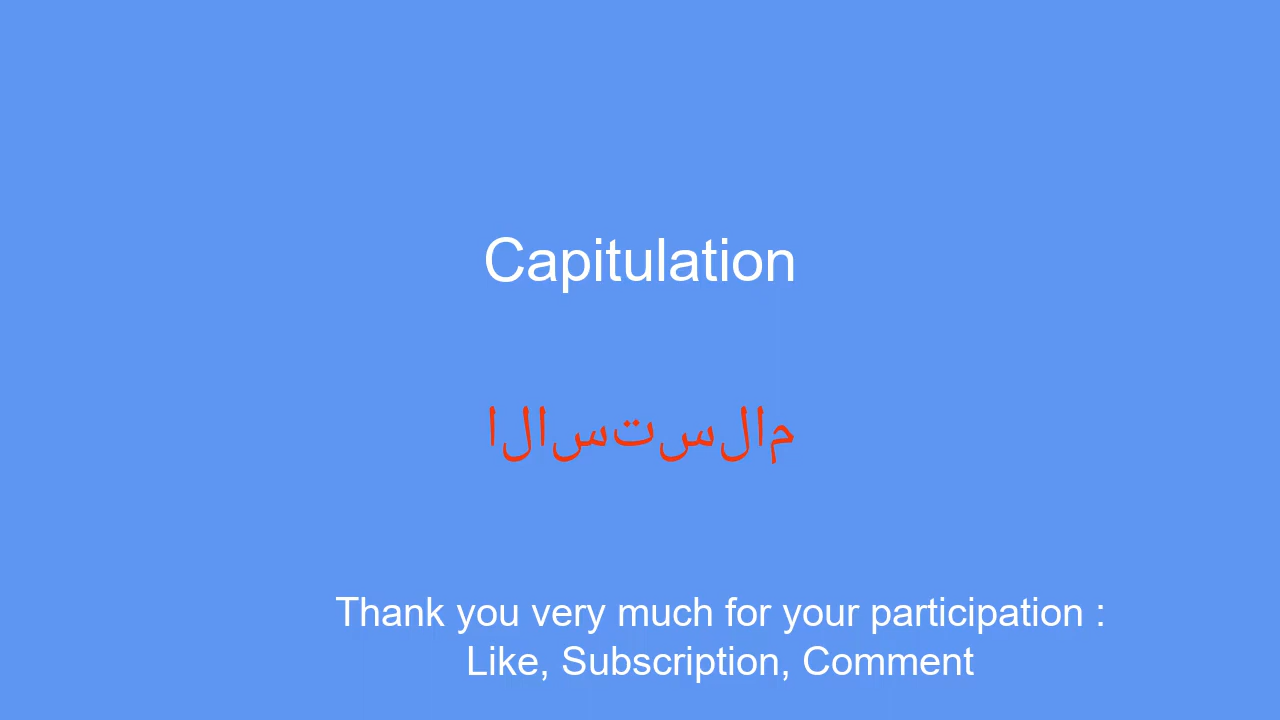 Capitulation
الاستسلام
Thank you very much for your participation :
Like, Subscription, Comment